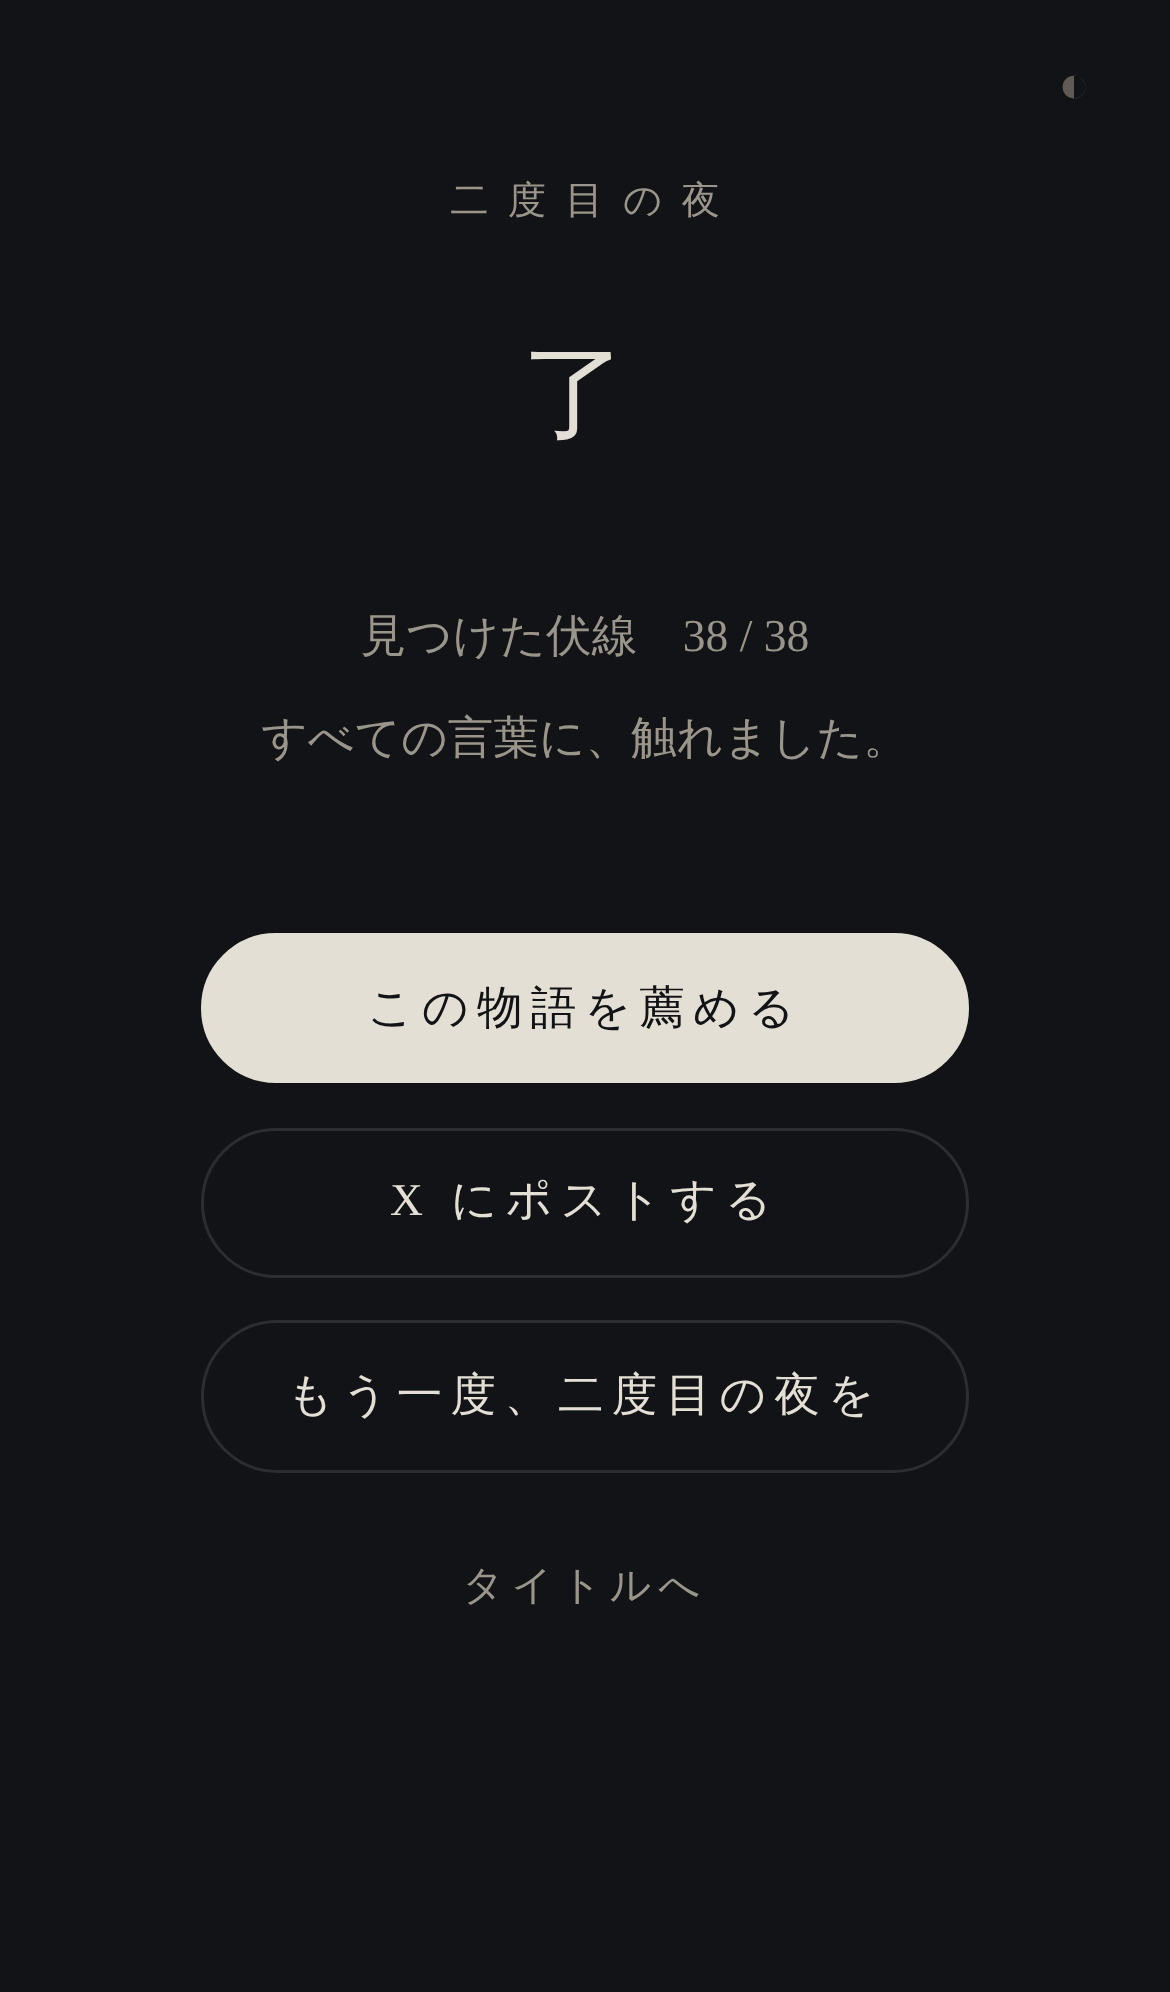 二度目の夜
了
見つけた伏線　38 / 38
すべての言葉に、触れました。
この物語を薦める
X にポストする
もう一度、二度目の夜を
タイトルへ